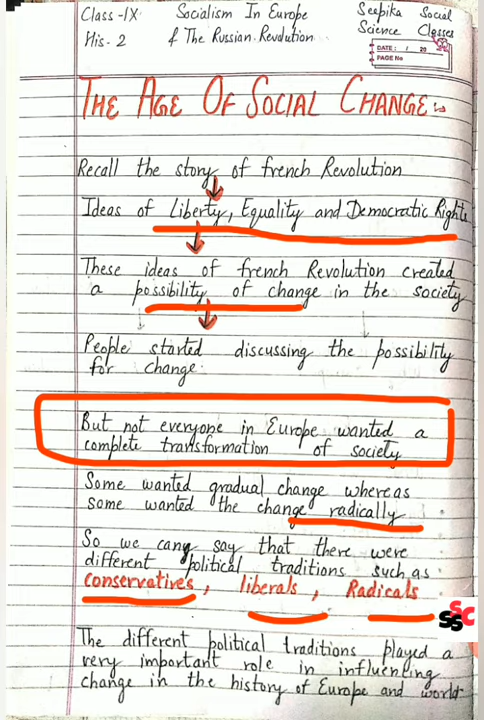 Class -IX
Socialism In Europe
Seepika Social
His- 2
& The Russian Revolution
Science Classes
DATE: / 20
PAGE No
THE AGE OF SOCIAL CHANGE:-
Recall the story of french Revolution
Ideas of Liberty, Equality and Democratic Rights
These ideas of french Revolution created
a possibility of change in the society
People started discussing the possibility
for change.
But not everyone in Europe wanted a
complete transformation of society
Some wanted gradual change whereas
some wanted the change radically
So we can say that there were
different political traditions such as
conservatives, liberals, Radicals
SSSC
The different political traditions played a
very important role in influencing
change in the history of Europe and world